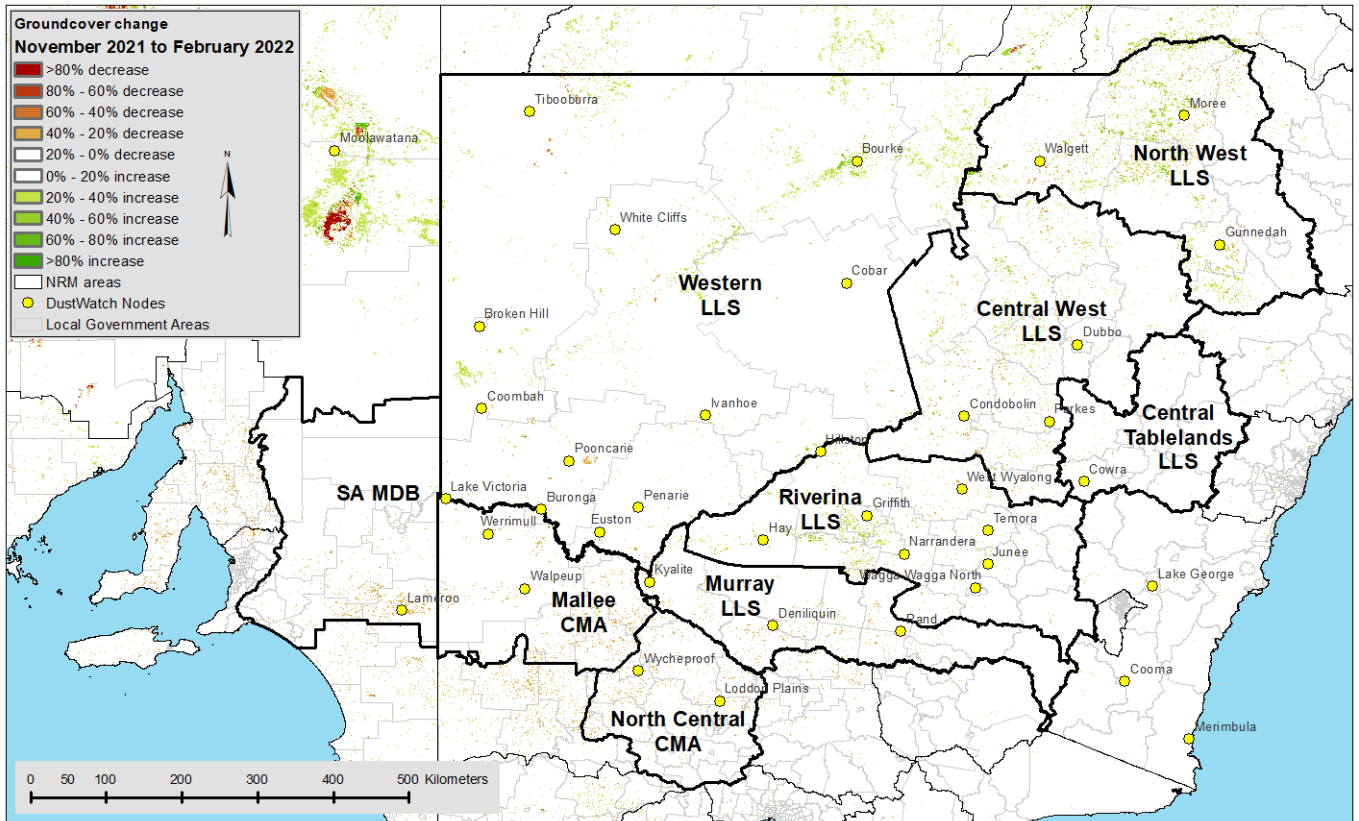 Groundcover change
November 2021 to February 2022
>80% decrease
80% - 60% decrease
60% - 40% decrease
40% - 20% decrease
20% - 0% decrease
0% - 20% increase
20% - 40% increase
40% - 60% increase
60% - 80% increase
>80% increase
NRM areas
DustWatch Nodes
Local Government Areas
N
Tibooburra
Moolawatana
Moree
Bourke
Walgett
North West
LLS
White Cliffs
Gunnedah
Cobar
Western
LLS
Central West
LLS
Broken Hill
Dubbo
Coombah
Ivanhoe
Condobolin
Parkes
Central
Tablelands
LLS
Hillston
Pooncarie
Cowra
SA MDB
Lake Victoria
Buronga
Penarie
Riverina
LLS
West Wyalong
Griffith
Werrimull
Euston
Hay
Temora
Narrandera
Junee
Kyalite
Wagga Wagga North
Lake George
Walpeup
Mallee
CMA
Murray
LLS
Lameroo
Deniliquin
Rand
Wycheproof
Cooma
Loddon Plains
North Central
CMA
Merimbula
0 50 100 200 300 400 500 Kilometers